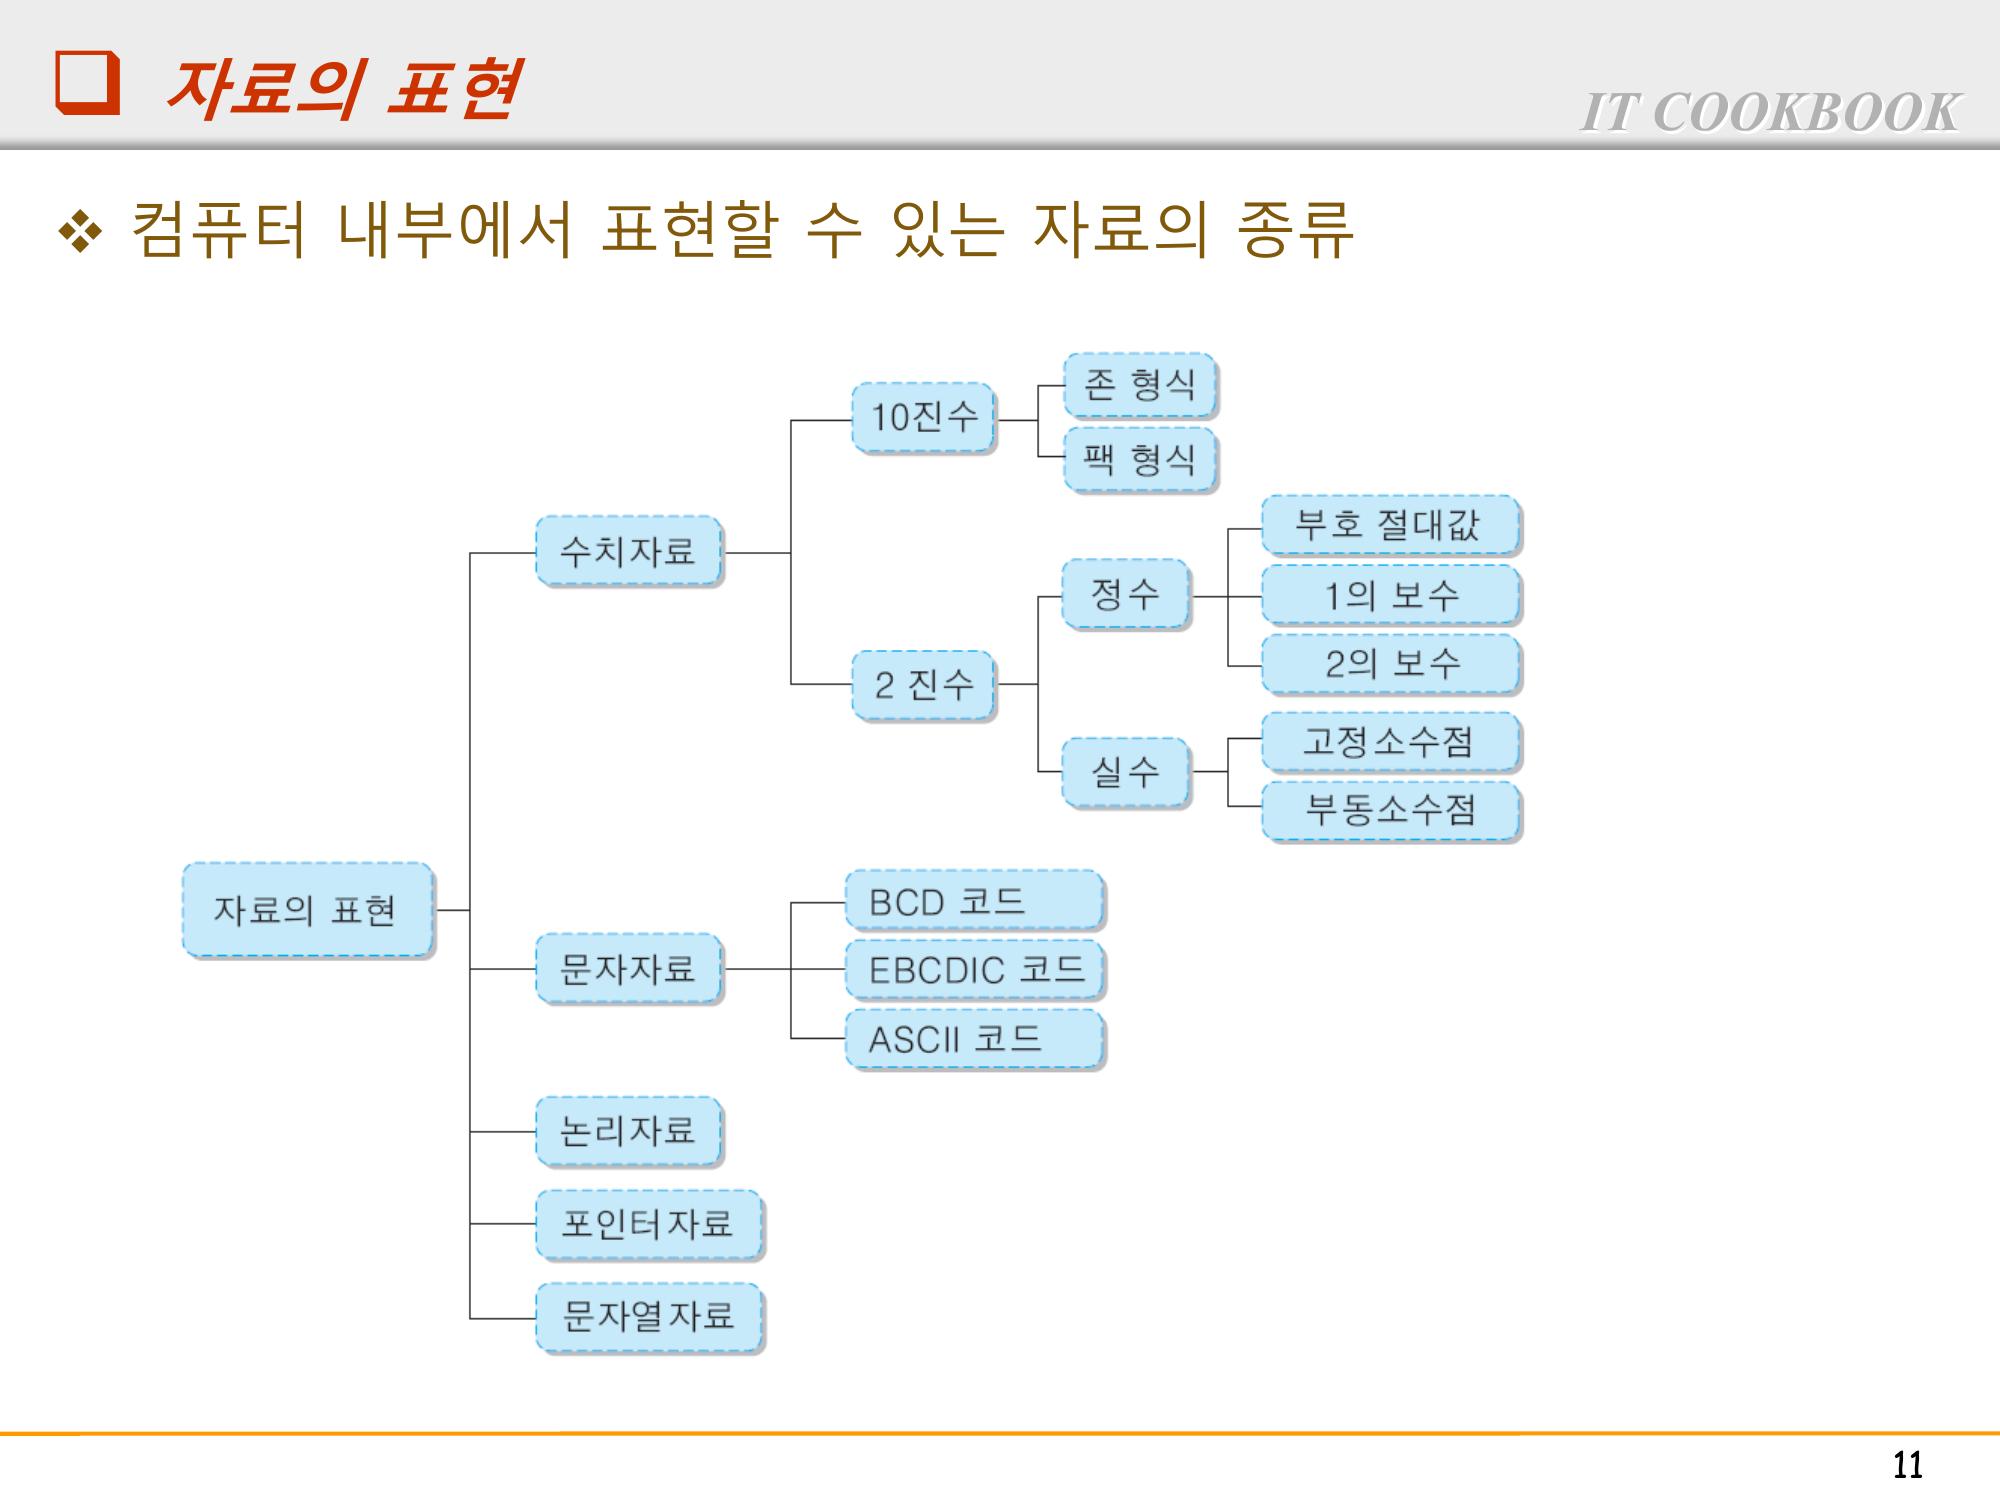 자료의 표현
IT COOKBOOK
컴퓨터 내부에서 표현할 수 있는 자료의 종류
존 형식
10진수
팩 형식
부호 절대값
수치자료
정수
1의 보수
2의 보수
2 진수
고정소수점
실수
부동소수점
자료의 표현
BCD 코드
문자자료
EBCDIC 코드
ASCII 코드
논리자료
포인터자료
문자열자료
11